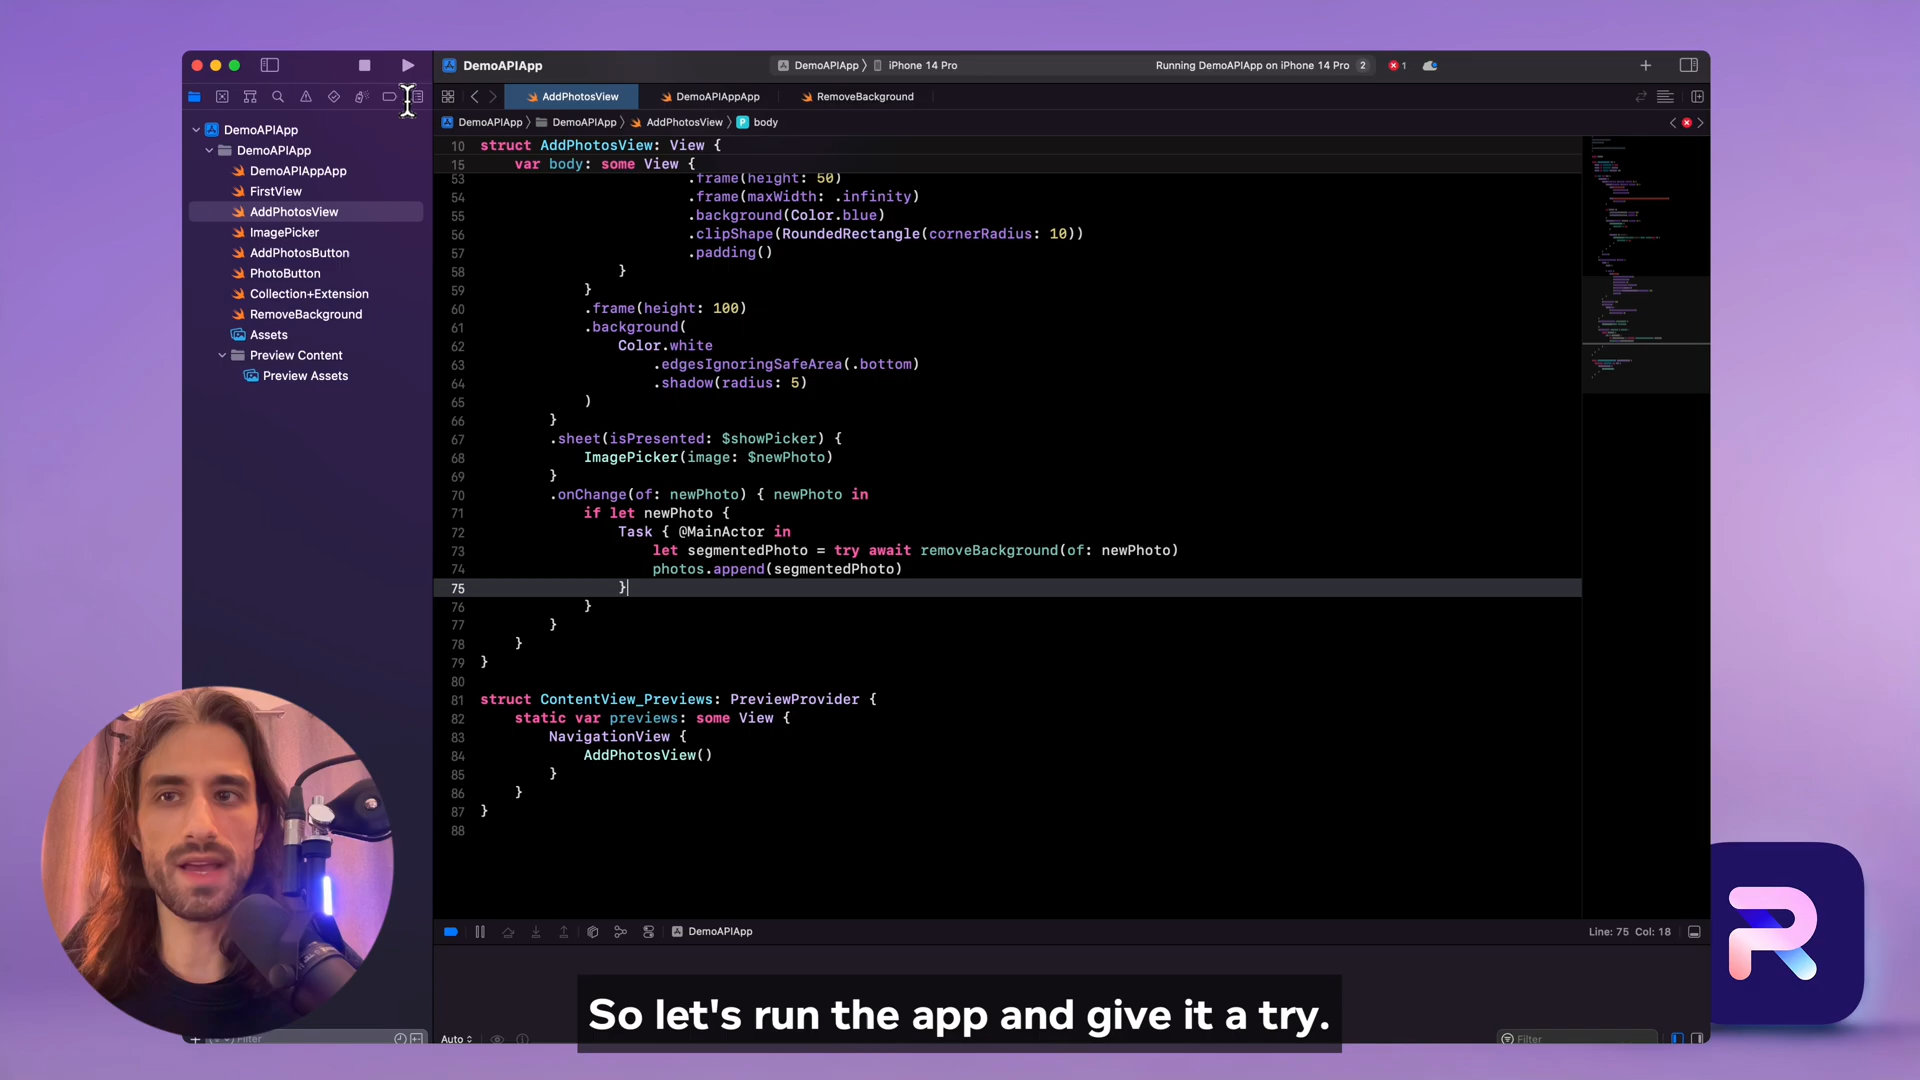 DemoAPIApp
DemoAPIApp
iPhone 14 Pro
Running DemoAPIApp on iPhone 14 Pro
2
1
AddPhotosView
DemoAPIAppApp
RemoveBackground
DemoAPIApp
DemoAPIApp
AddPhotosView
P
body
DemoAPIApp
DemoAPIApp
DemoAPIAppApp
FirstView
AddPhotosView
ImagePicker
AddPhotosButton
PhotoButton
Collection+Extension
RemoveBackground
Assets
Preview Content
Preview Assets
10 struct AddPhotosView: View {
15 var body: some View {
53 .frame(height: 50)
54 .frame(maxWidth: .infinity)
55 .background(Color.blue)
56 .clipShape(RoundedRectangle(cornerRadius: 10))
57 .padding()
58 }
59 }
60 .frame(height: 100)
61 .background(
62 Color.white
63 .edgesIgnoringSafeArea(.bottom)
64 .shadow(radius: 5)
65 )
66 }
67 .sheet(isPresented: $showPicker) {
68 ImagePicker(image: $newPhoto)
69 }
70 .onChange(of: newPhoto) { newPhoto in
71 if let newPhoto {
72 Task { @MainActor in
73 let segmentedPhoto = try await removeBackground(of: newPhoto)
74 photos.append(segmentedPhoto)
75 }
76 }
77 }
78 }
79 }
80
81 struct ContentView_Previews: PreviewProvider {
82 static var previews: some View {
83 NavigationView {
84 AddPhotosView()
85 }
86 }
87 }
88
DemoAPIApp
Line: 75 Col: 18
So let's run the app and give it a try.
Filter
Auto
Filter
R